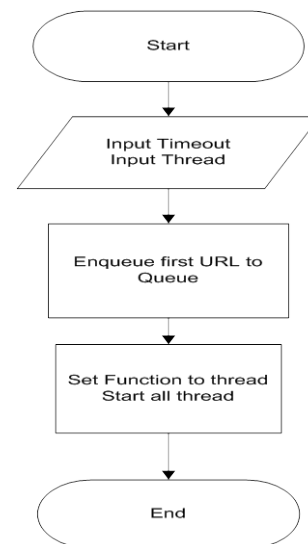 Start
Input Timeout
Input Thread
Enqueue first URL to
Queue
Set Function to thread
Start all thread
End